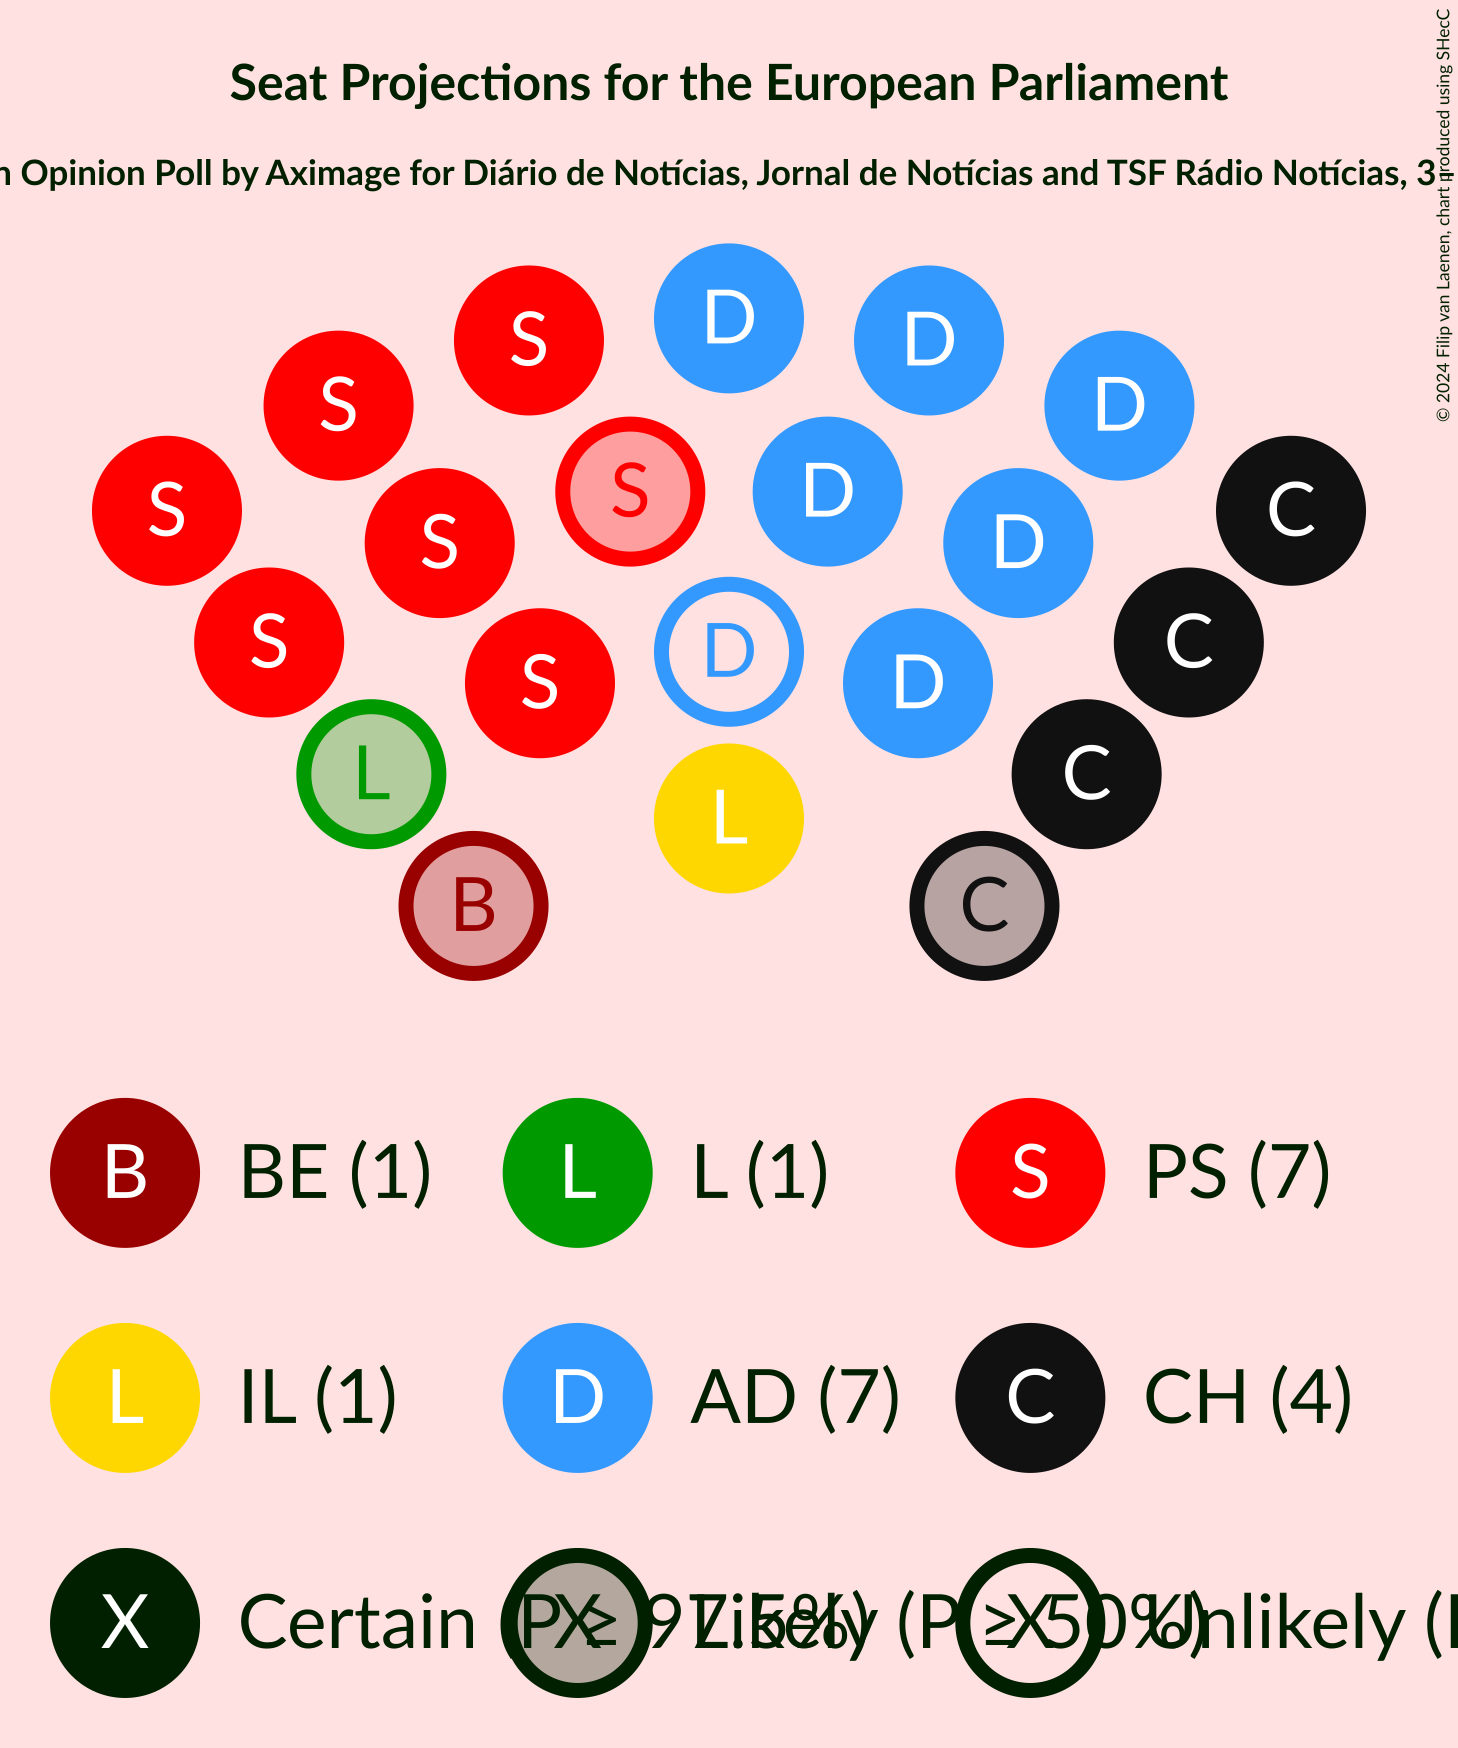 Seat Projections for the European Parliament
Opinion Poll by Aximage for Diário de Notícias, Jornal de Notícias and TSF Rádio Notícias, 3
© 2024 Filip van Laenen, chart produced using SHecC
D
S D
S D
S D C
S S D C
S S D D C
L C
L
B C
B BE (1) L L (1) S PS (7)
L IL (1) D AD (7) C CH (4)
X Certain (P ≥ 97.5%) X Likely (P ≥ 50%) X Unlikely